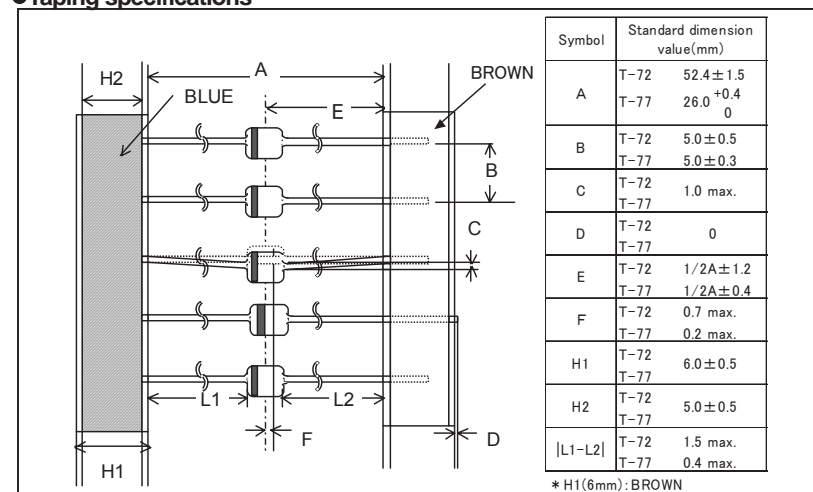 ●Taping specifications
H2
A
BROWN
BLUE
E
B
C
L1
L2
F
D
H1
Symbol Standard dimension
value(mm)
A T-72 52.4±1.5
T-77 26.0 +0.4
0
B T-72 5.0±0.5
T-77 5.0±0.3
C T-72 1.0 max.
T-77
D T-72 0
T-77
E T-72 1/2A±1.2
T-77 1/2A±0.4
F T-72 0.7 max.
T-77 0.2 max.
H1 T-72 6.0±0.5
T-77
H2 T-72 5.0±0.5
T-77
|L1-L2| T-72 1.5 max.
T-77 0.4 max.
*H1(6mm):BROWN